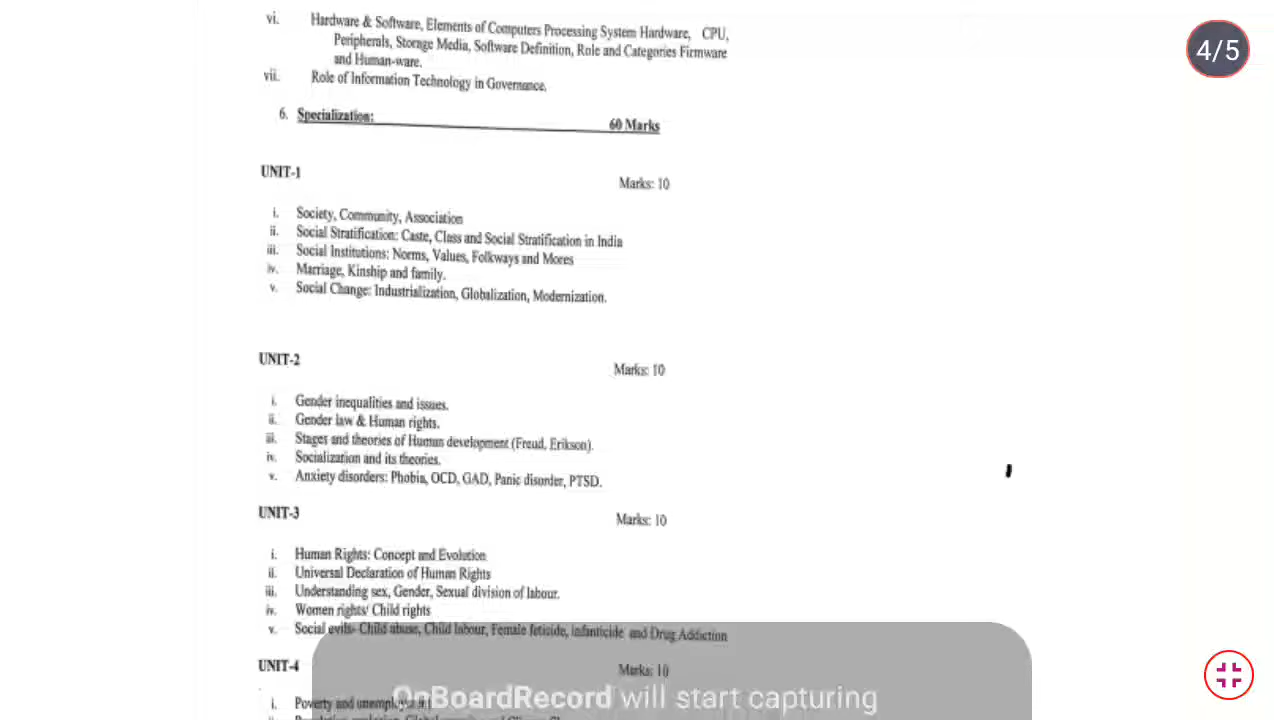 vi. Hardware & Software, Elements of Computers Processing System Hardware, CPU,
Peripherals, Storage Media, Software Definition, Role and Categories Firmware
and Human-ware.
vii. Role of Information Technology in Governance.
4/5
6. Specialization: 60 Marks
UNIT-1 Marks: 10
i. Society, Community, Association
ii. Social Stratification: Caste, Class and Social Stratification in India
iii. Social Institutions: Norms, Values, Folkways and Mores
iv. Marriage, Kinship and family.
v. Social Change: Industrialization, Globalization, Modernization.
UNIT-2 Marks: 10
i. Gender inequalities and issues.
ii. Gender law & Human rights.
iii. Stages and theories of Human development (Freud, Erikson).
iv. Socialization and its theories.
v. Anxiety disorders: Phobia, OCD, GAD, Panic disorder, PTSD.
UNIT-3 Marks: 10
i. Human Rights: Concept and Evolution
ii. Universal Declaration of Human Rights
iii. Understanding sex, Gender, Sexual division of labour.
iv. Women rights/ Child rights
v. Social evils- Child abuse, Child labour, Female feticide, infanticide and Drug Addiction
UNIT-4 Marks: 10
OnBoardRecord will start capturing
i. Poverty and